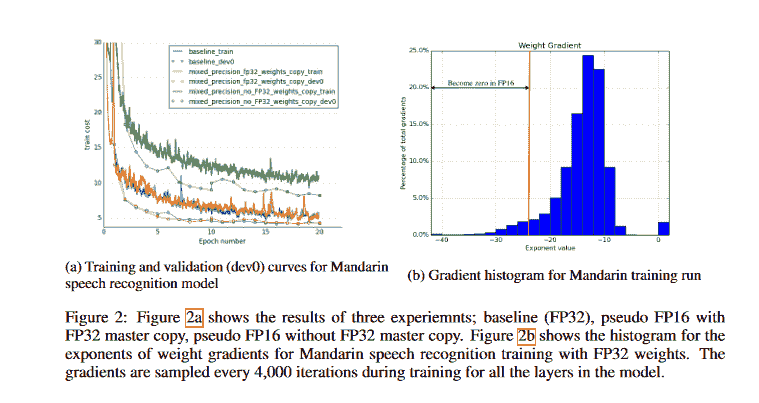 30
25
20
15
10
5
0
5
10
15
20
Train cost
Epoch number
baseline_train
baseline_dev0
mixed_precision_fp32_weights_copy_train
mixed_precision_fp32_weights_copy_dev0
mixed_precision_no_FP32_weights_copy_train
mixed_precision_no_FP32_weights_copy_dev0
(a) Training and validation (dev0) curves for Mandarin
speech recognition model
Weight Gradient
25.0%
20.0%
15.0%
10.0%
5.0%
0.0%
Percentage of total gradients
Become zero in FP16
−40
−30
−20
−10
0
Exponent value
(b) Gradient histogram for Mandarin training run
Figure 2: Figure 2a shows the results of three experiemnts; baseline (FP32), pseudo FP16 with
FP32 master copy, pseudo FP16 without FP32 master copy. Figure 2b shows the histogram for the
exponents of weight gradients for Mandarin speech recognition training with FP32 weights. The
gradients are sampled every 4,000 iterations during training for all the layers in the model.